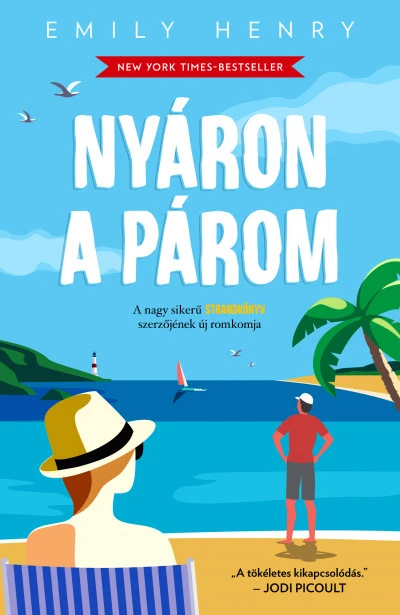 EMILY HENRY
NEW YORK TIMES-BESTSELLER
NYÁRON
A PÁROM
A nagy sikerű STRANDKÖNYV
szerzőjének új romkomja
„A tökéletes kikapcsolódás.”
– JODI PICOULT